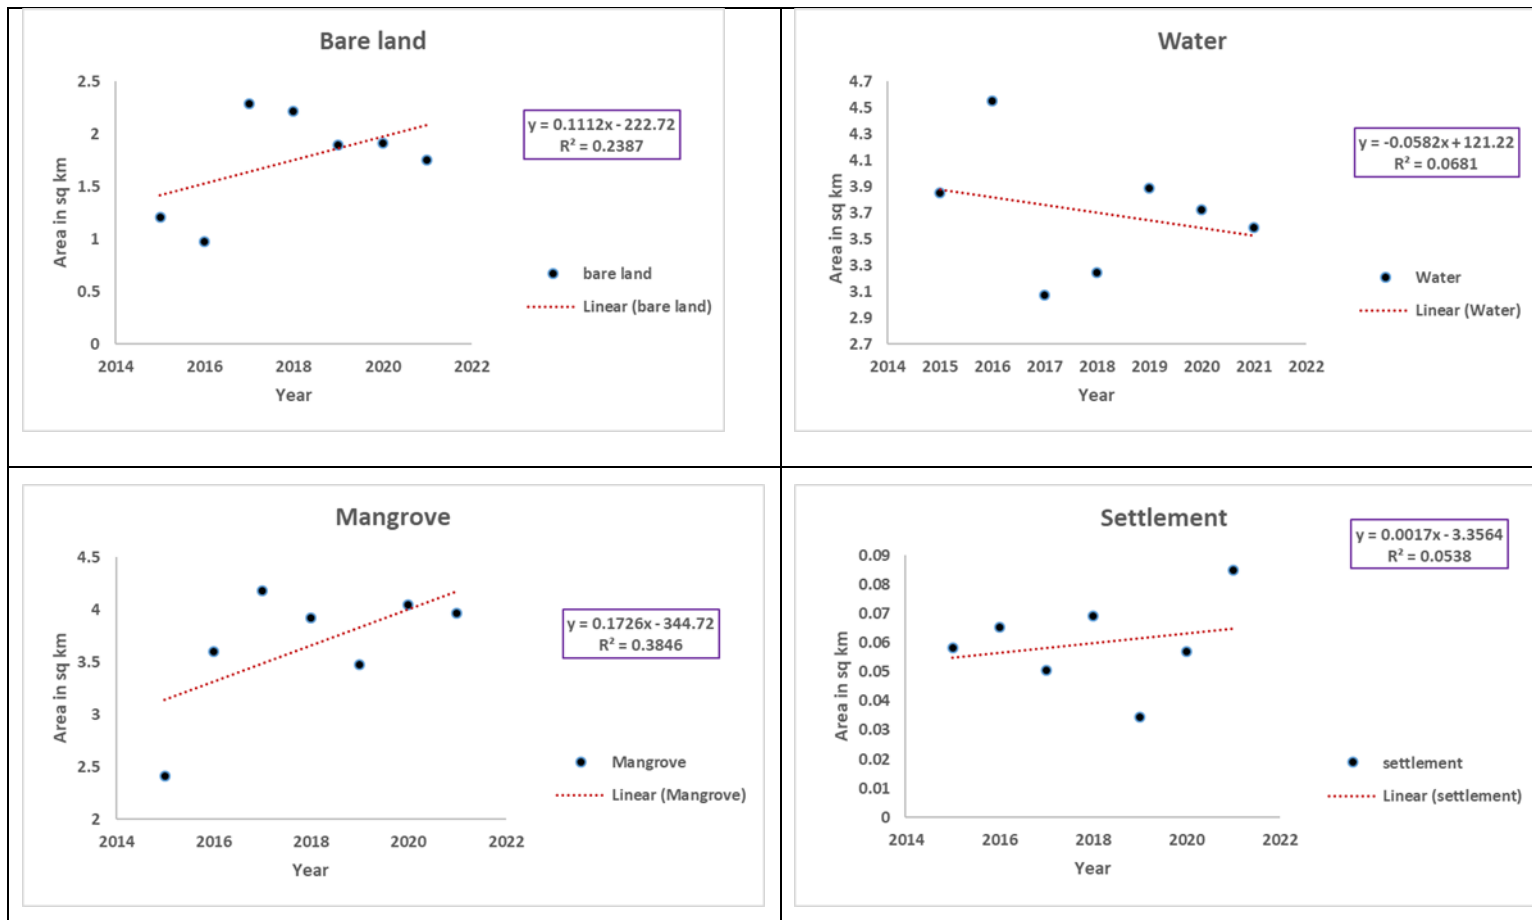 Bare land
2.5
2
1.5
1
0.5
0
Area in sq km
2014 2016 2018 2020 2022
Year
y = 0.1112x - 222.72
R² = 0.2387
bare land
Linear (bare land)
Water
4.7
4.5
4.3
4.1
3.9
3.7
3.5
3.3
3.1
2.9
2.7
Area in sq km
2014 2015 2016 2017 2018 2019 2020 2021 2022
Year
y = -0.0582x + 121.22
R² = 0.0681
Water
Linear (Water)
Mangrove
4.5
4
3.5
3
2.5
2
Area in sq km
2014 2016 2018 2020 2022
Year
y = 0.1726x - 344.72
R² = 0.3846
Mangrove
Linear (Mangrove)
Settlement
0.09
0.08
0.07
0.06
0.05
0.04
0.03
0.02
0.01
0
Area in sq km
2014 2016 2018 2020 2022
Year
y = 0.0017x - 3.3564
R² = 0.0538
settlement
Linear (settlement)